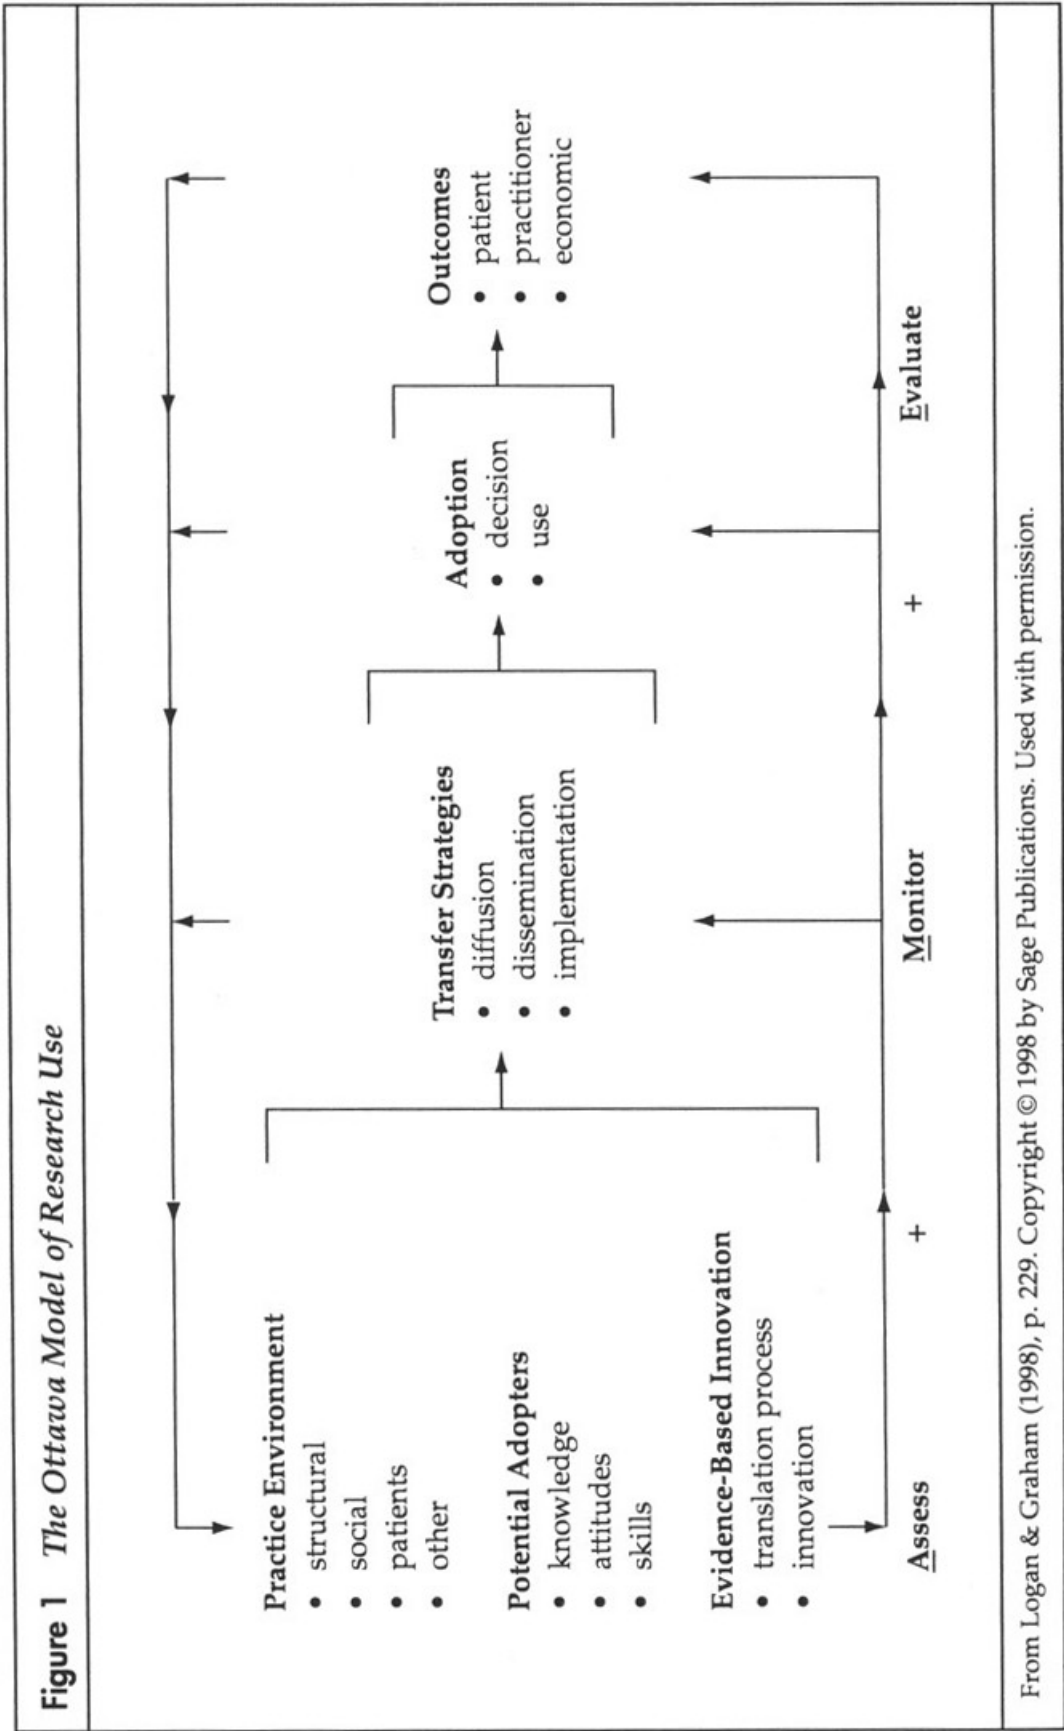 Figure 1 The Ottawa Model of Research Use
Practice Environment
• structural
• social
• patients
• other
Potential Adopters
• knowledge
• attitudes
• skills
Evidence-Based Innovation
• translation process
• innovation
Transfer Strategies
• diffusion
• dissemination
• implementation
Adoption
• decision
• use
Outcomes
• patient
• practitioner
• economic
Assess + Monitor + Evaluate
From Logan & Graham (1998), p. 229. Copyright © 1998 by Sage Publications. Used with permission.